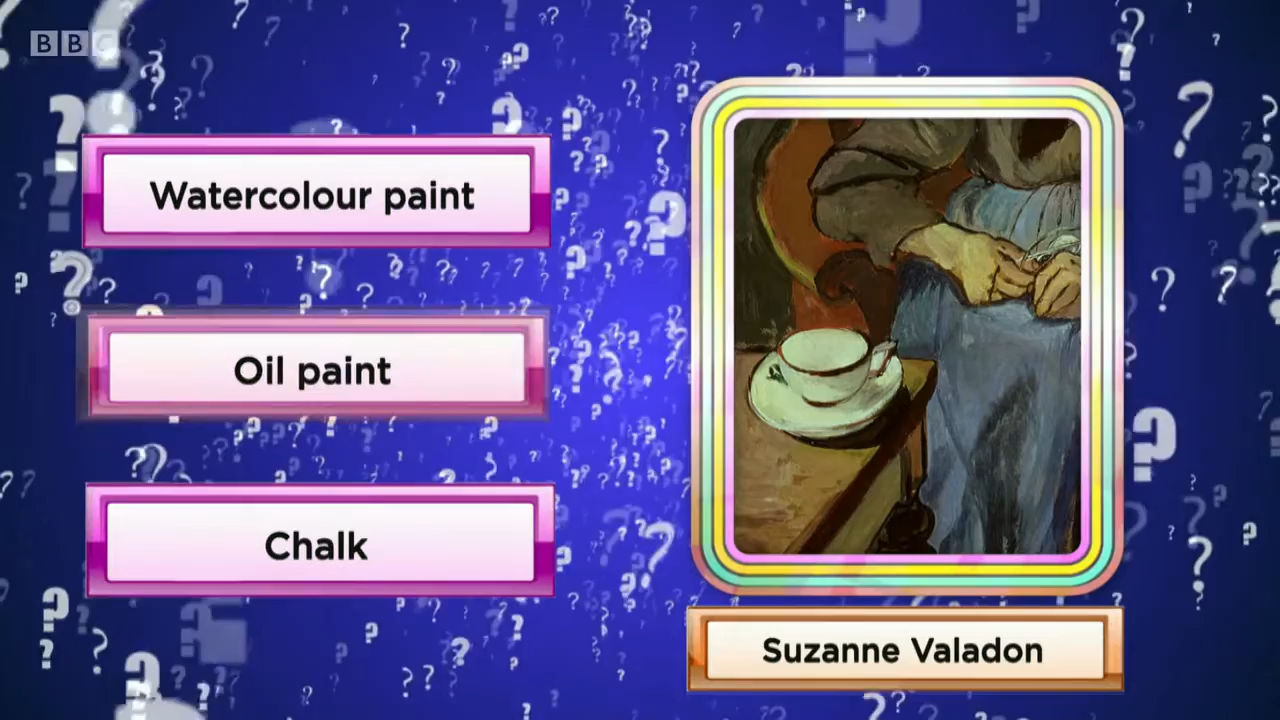 BBC
Watercolour paint
Oil paint
Chalk
Suzanne Valadon